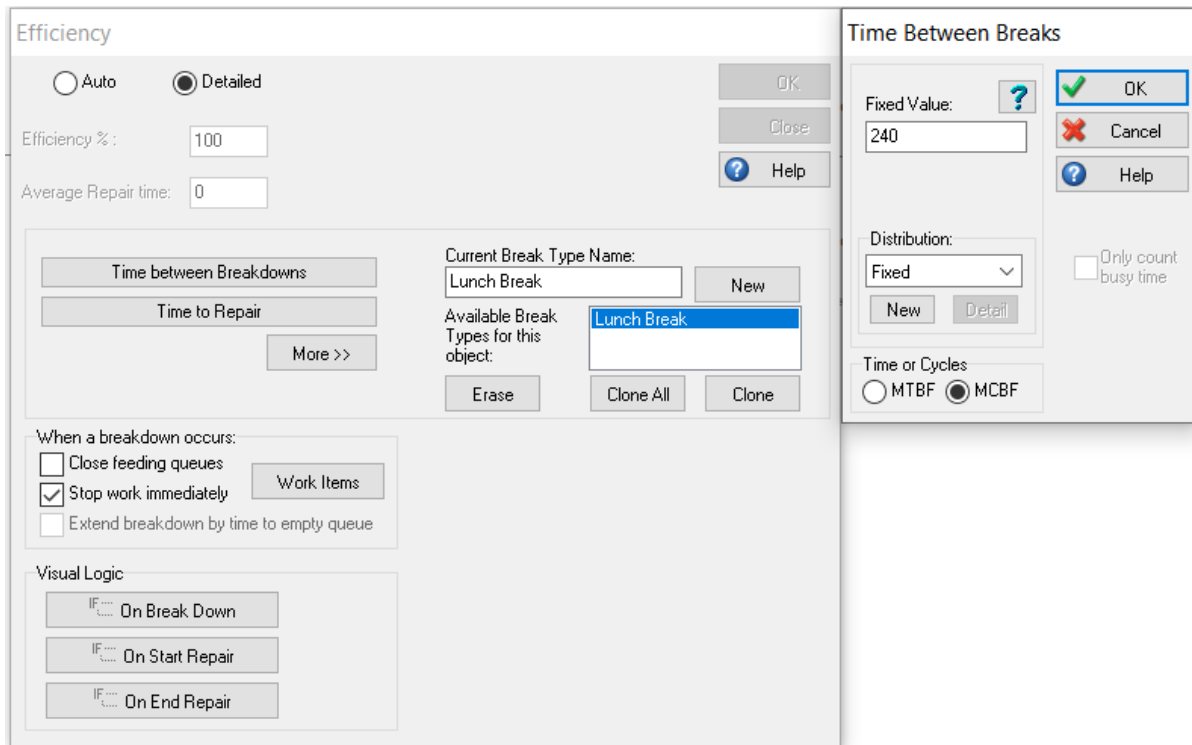 Efficiency
Auto
Detailed
OK
Efficiency % :
100
Close
Average Repair time:
0
Help
Time between Breakdowns
Time to Repair
More >>
Current Break Type Name:
Lunch Break
New
Available Break
Types for this
object:
Lunch Break
Erase
Clone All
Clone
When a breakdown occurs:
Close feeding queues
Stop work immediately
Work Items
Extend breakdown by time to empty queue
Visual Logic
IF On Break Down
IF On Start Repair
IF On End Repair
Time Between Breaks
Fixed Value:
?
240
OK
Cancel
? Help
Distribution:
Fixed
New
Detail
Only count
busy time
Time or Cycles
MTBF
MCBF